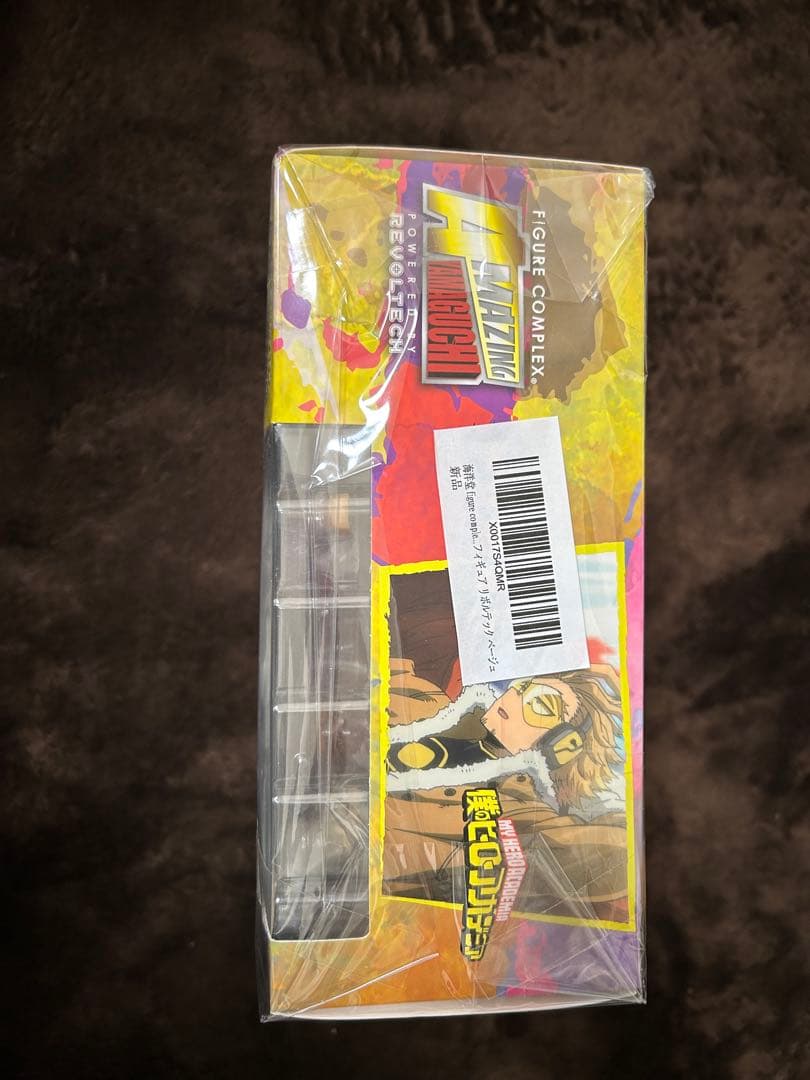 FIGURE COMPLEX®
AMAZING
YAMAGUCHI
POWERED BY
REVOLTECH
X0017S4QMR
海洋堂 figure comple...フィギュア リボルテック ベージュ
新品
MY HERO ACADEMIA
僕のヒーローアカデミア